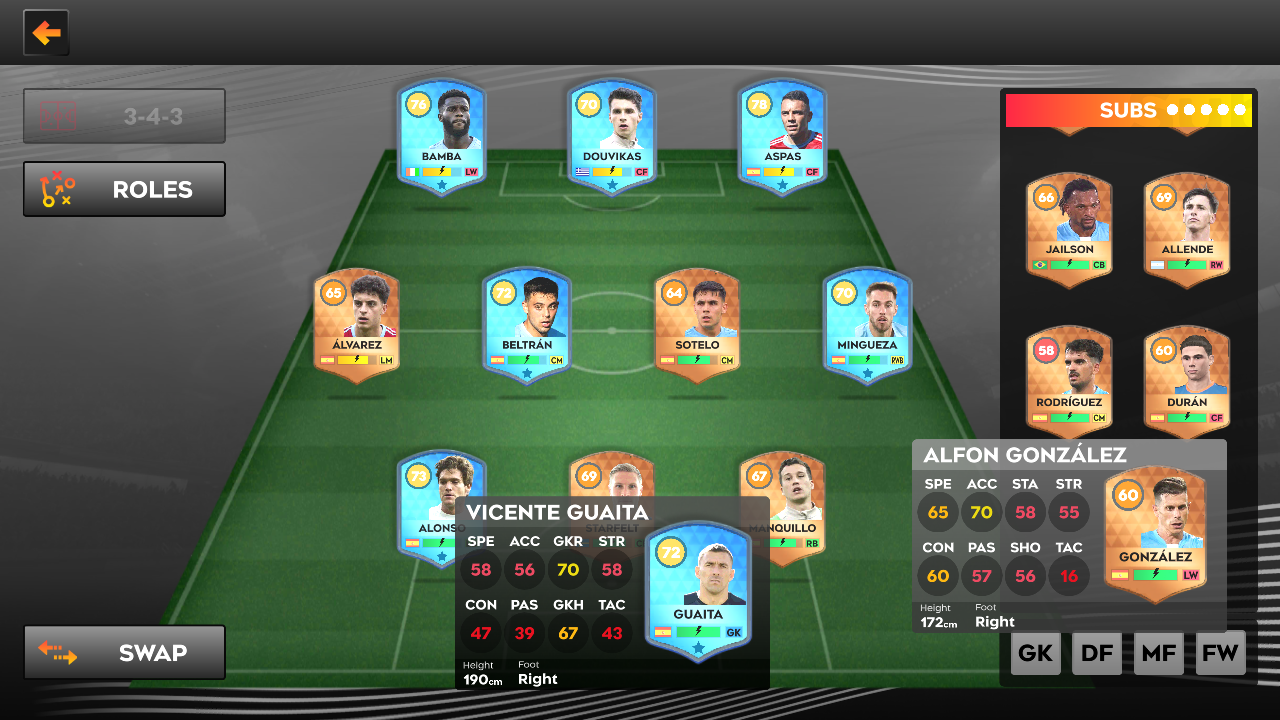 3-4-3
ROLES
76
BAMBA
LW
70
DOUVIKAS
CF
78
ASPAS
CF
SUBS
66
JAILSON
CB
69
ALLENDE
RW
65
ÁLVAREZ
LM
72
BELTRÁN
CM
64
SOTELO
CM
70
MINGUEZA
RWB
58
RODRÍGUEZ
CM
60
DURÁN
CF
73
ALONSO
69
STARFELT
67
MANQUILLO
RB
VICENTE GUAITA
SPE ACC GKR STR
58 56 70 58
CON PAS GKH TAC
47 39 67 43
Height Foot
190cm Right
72
GUAITA
GK
ALFON GONZÁLEZ
SPE ACC STA STR
65 70 58 55
CON PAS SHO TAC
60 57 56 16
Height Foot
172cm Right
60
GONZÁLEZ
LW
SWAP
GK DF MF FW